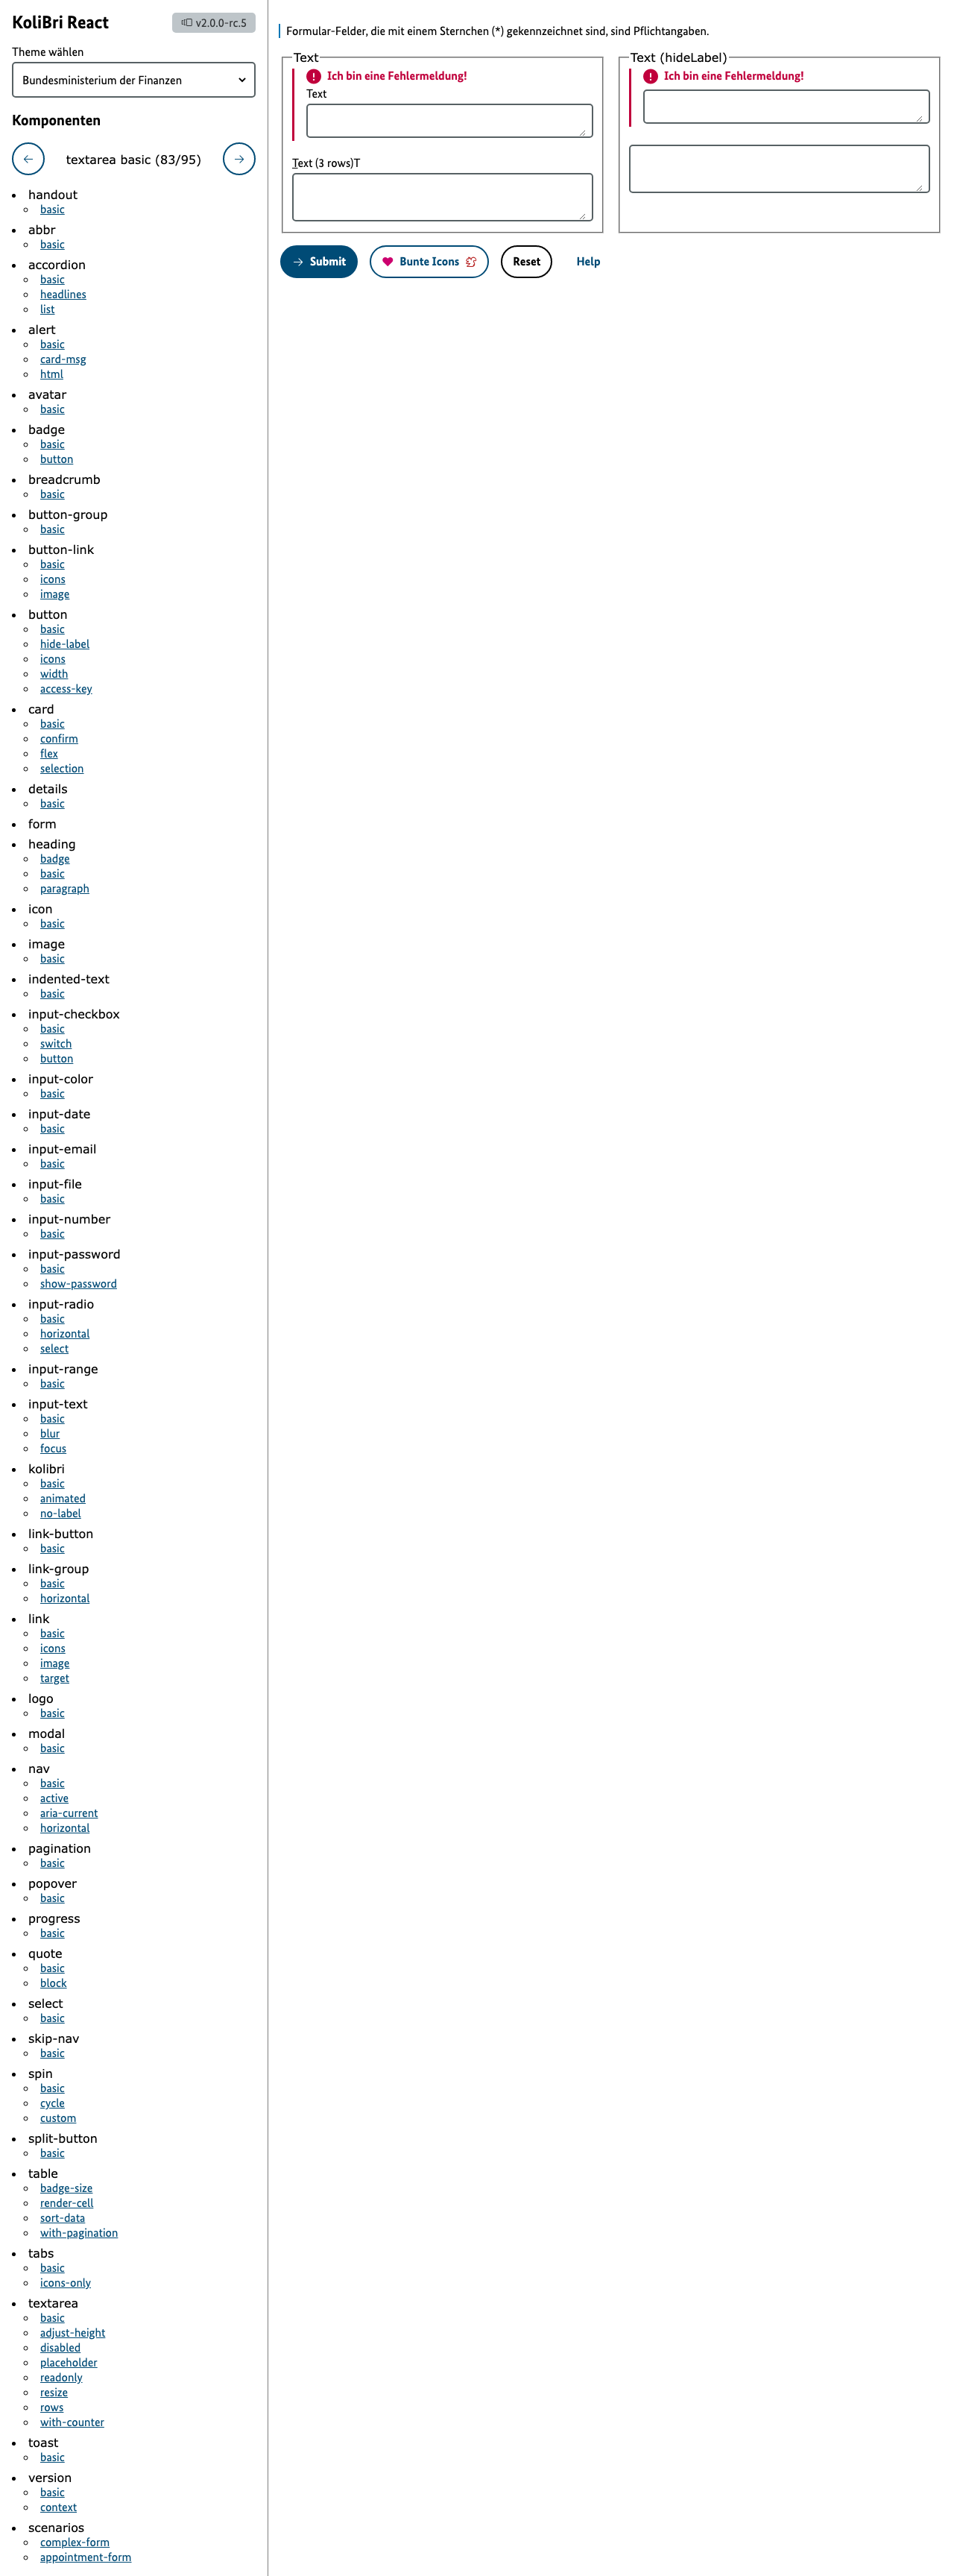 KoliBri React
v2.0.0-rc.5
Theme wählen
Bundesministerium der Finanzen
Komponenten
textarea basic (83/95)
handout
basic
abbr
basic
accordion
basic
headlines
list
alert
basic
card-msg
html
avatar
basic
badge
basic
button
breadcrumb
basic
button-group
basic
button-link
basic
icons
image
button
basic
hide-label
icons
width
access-key
card
basic
confirm
flex
selection
details
basic
form
heading
badge
basic
paragraph
icon
basic
image
basic
indented-text
basic
input-checkbox
basic
switch
button
input-color
basic
input-date
basic
input-email
basic
input-file
basic
input-number
basic
input-password
basic
show-password
input-radio
basic
horizontal
select
input-range
basic
input-text
basic
blur
focus
kolibri
basic
animated
no-label
link-button
basic
link-group
basic
horizontal
link
basic
icons
image
target
logo
basic
modal
basic
nav
basic
active
aria-current
horizontal
pagination
basic
popover
basic
progress
basic
quote
basic
block
select
basic
skip-nav
basic
spin
basic
cycle
custom
split-button
basic
table
badge-size
render-cell
sort-data
with-pagination
tabs
basic
icons-only
textarea
basic
adjust-height
disabled
placeholder
readonly
resize
rows
with-counter
toast
basic
version
basic
context
scenarios
complex-form
appointment-form
Formular-Felder, die mit einem Sternchen (*) gekennzeichnet sind, sind Pflichtangaben.
Text
Ich bin eine Fehlermeldung!
Text
Text (3 rows)T
Text (hideLabel)
Ich bin eine Fehlermeldung!
Submit
Bunte Icons
Reset
Help